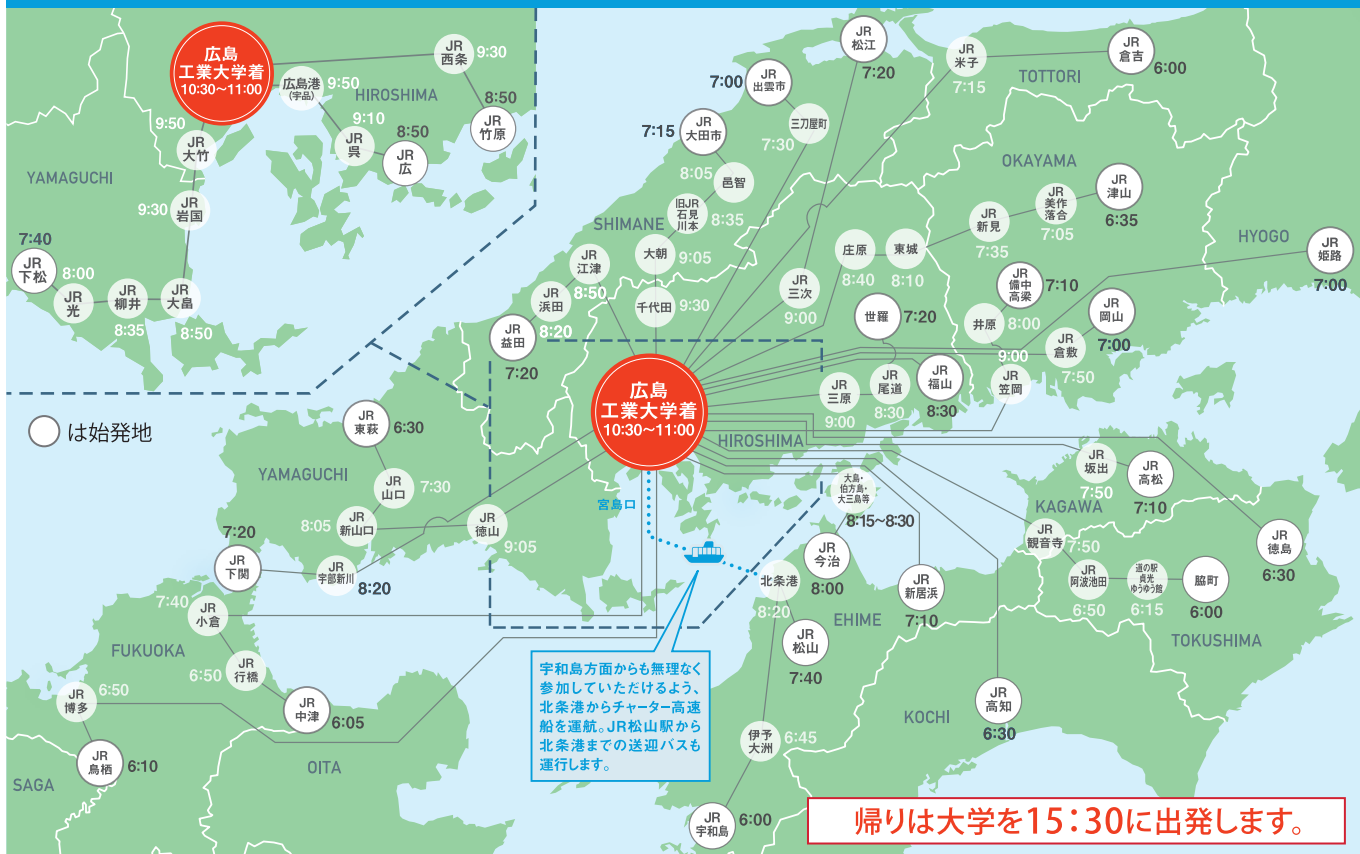 広島
工業大学着
10:30〜11:00
JR
西条
9:30
広島港
(宇品)
9:50
HIROSHIMA
8:50
JR
竹原
9:10
JR
呉
8:50
JR
広
9:50
JR
大竹
YAMAGUCHI
9:30
JR
岩国
7:40
JR
下松
8:00
JR
光
JR
柳井
8:35
JR
大畠
8:50
JR
松江
7:20
JR
米子
7:15
JR
倉吉
6:00
TOTTORI
7:00
JR
出雲市
三刀屋町
7:30
7:15
JR
大田市
8:05
邑智
旧JR
石見
川本
8:35
SHIMANE
大朝
9:05
千代田
9:30
JR
江津
8:50
JR
浜田
8:20
JR
益田
7:20
OKAYAMA
JR
津山
6:35
JR
美作
落合
7:05
JR
新見
7:35
東城
8:10
庄原
8:40
JR
三次
9:00
HYOGO
JR
姫路
7:00
JR
備中
高梁
7:10
井原
8:00
9:00
JR
笠岡
JR
岡山
7:00
JR
倉敷
7:50
世羅
7:20
JR
尾道
8:30
JR
三原
9:00
JR
福山
8:30
広島
工業大学着
10:30〜11:00
HIROSHIMA
は始発地
JR
東萩
6:30
YAMAGUCHI
JR
山口
7:30
8:05
JR
新山口
JR
徳山
9:05
7:20
JR
下関
JR
宇部新川
8:20
7:40
JR
小倉
FUKUOKA
6:50
JR
行橋
JR
中津
6:05
JR
博多
6:50
JR
鳥栖
6:10
SAGA
OITA
宮島口
大島・
伯方島・
大三島等
8:15〜8:30
JR
今治
8:00
北条港
8:20
JR
松山
7:40
EHIME
JR
新居浜
7:10
伊予
大洲
6:45
JR
宇和島
6:00
KOCHI
JR
高知
6:30
KAGAWA
JR
坂出
7:50
JR
高松
7:10
JR
観音寺
7:50
JR
阿波池田
6:50
道の駅
貞光
ゆうゆう館
6:15
脇町
6:00
JR
徳島
6:30
TOKUSHIMA
宇和島方面からも無理なく
参加していただけるよう、
北条港からチャーター高速
船を運航。JR松山駅から
北条港までの送迎バスも
運行します。
帰りは大学を15:30に出発します。